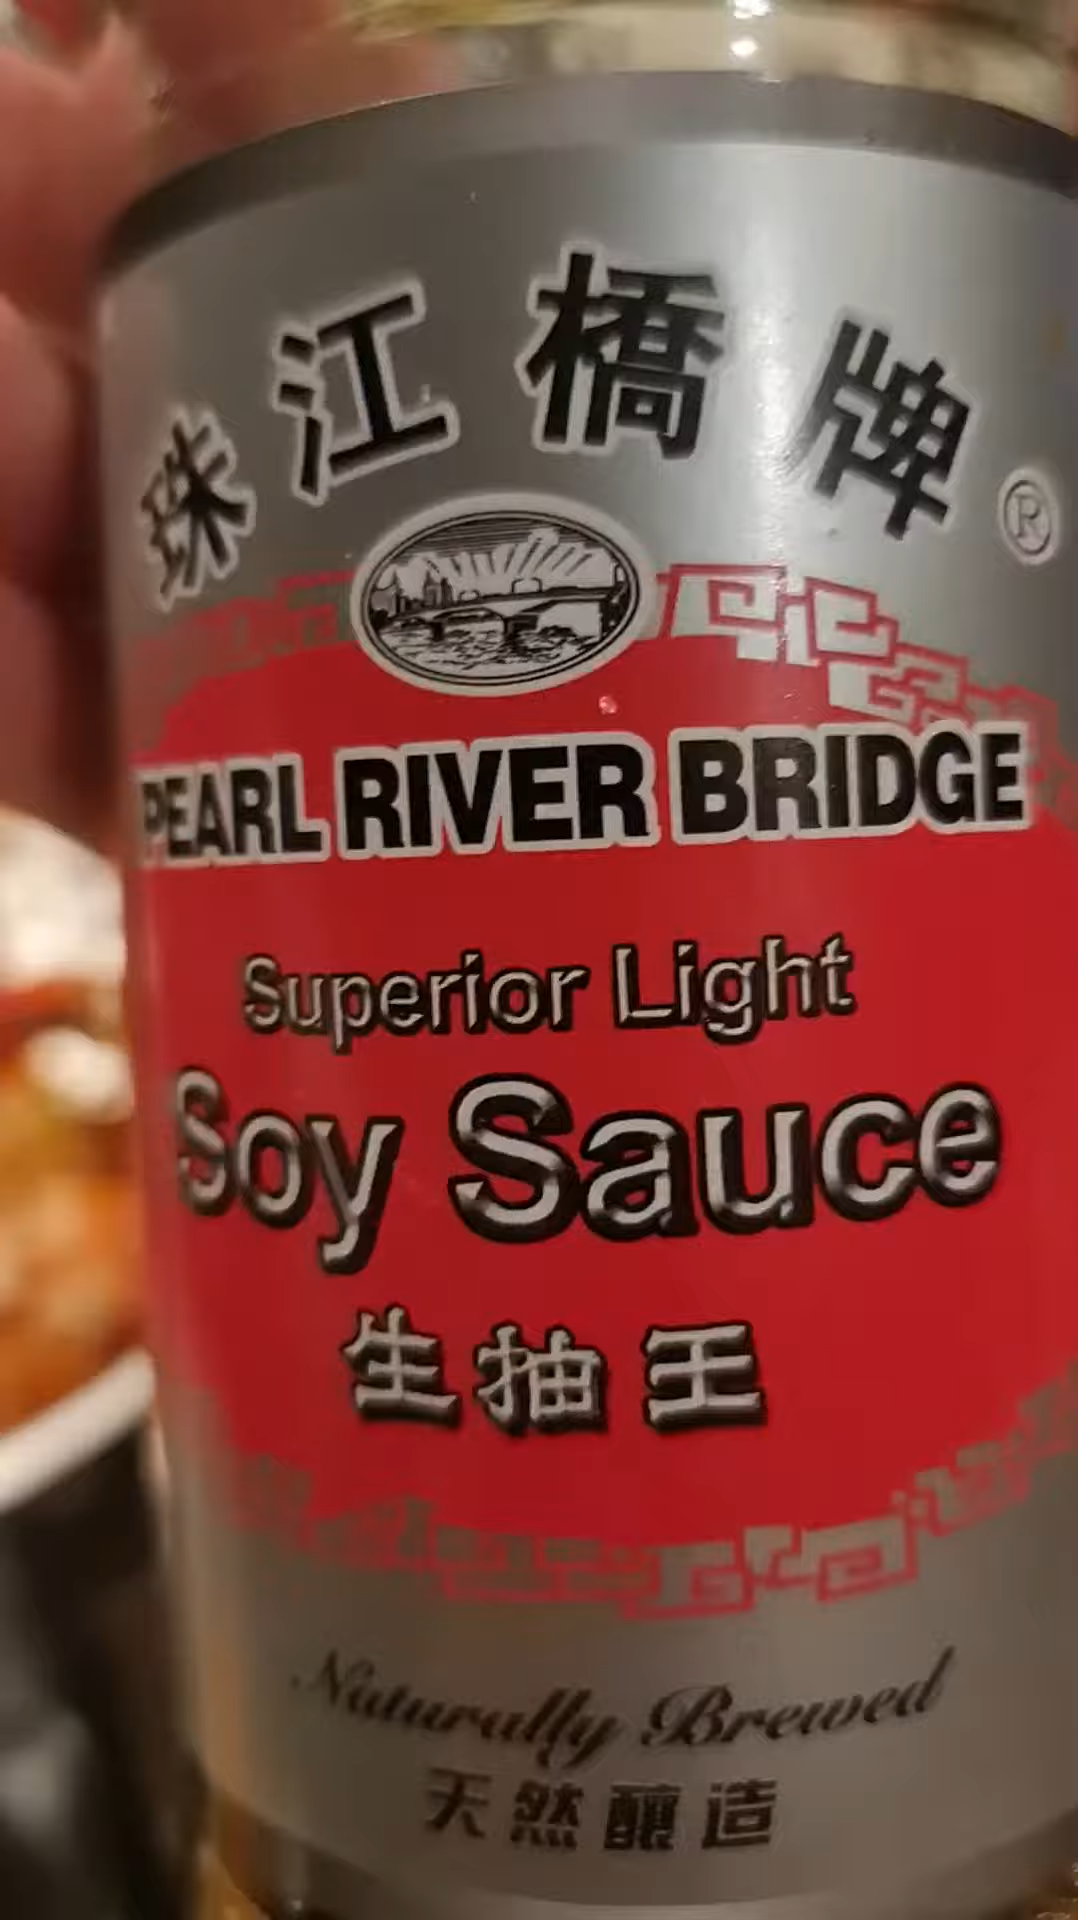 珠江橋牌®
PEARL RIVER BRIDGE
Superior Light
Soy Sauce
生抽王
Naturally Brewed
天然釀造